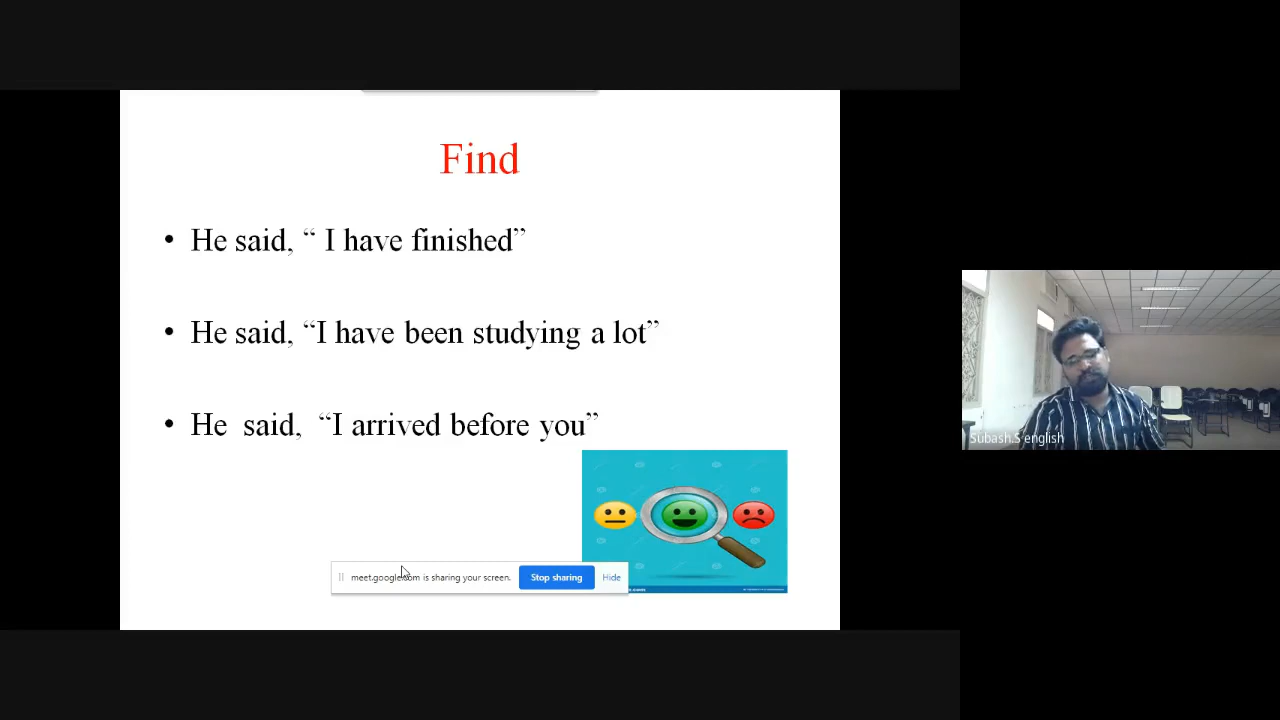 Find
• He said, “ I have finished”
• He said, “I have been studying a lot”
• He  said,  “I arrived before you”
meet.google.com is sharing your screen.
Stop sharing
Hide
Subash.S english